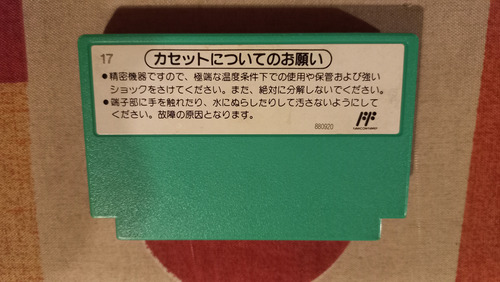 17
カセットについてのお願い
●精密機器ですので、極端な温度条件下での使用や保管および強い
ショックをさけてください。また、絶対に分解しないでください。
●端子部に手を触れたり、水にぬらしたりして汚さないようにして
ください。故障の原因となります。
880920